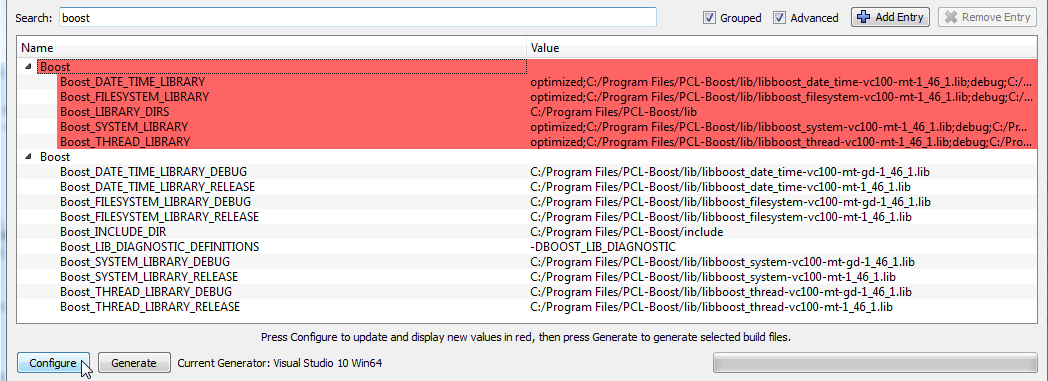 Search: boost Grouped Advanced Add Entry Remove Entry
Name Value
Boost
Boost_DATE_TIME_LIBRARY optimized;C:/Program Files/PCL-Boost/lib/libboost_date_time-vc100-mt-1_46_1.lib;debug;C:/...
Boost_FILESYSTEM_LIBRARY optimized;C:/Program Files/PCL-Boost/lib/libboost_filesystem-vc100-mt-1_46_1.lib;debug;C:/...
Boost_LIBRARY_DIRS C:/Program Files/PCL-Boost/lib
Boost_SYSTEM_LIBRARY optimized;C:/Program Files/PCL-Boost/lib/libboost_system-vc100-mt-1_46_1.lib;debug;C:/Pr...
Boost_THREAD_LIBRARY optimized;C:/Program Files/PCL-Boost/lib/libboost_thread-vc100-mt-1_46_1.lib;debug;C:/Pro...
Boost
Boost_DATE_TIME_LIBRARY_DEBUG C:/Program Files/PCL-Boost/lib/libboost_date_time-vc100-mt-gd-1_46_1.lib
Boost_DATE_TIME_LIBRARY_RELEASE C:/Program Files/PCL-Boost/lib/libboost_date_time-vc100-mt-1_46_1.lib
Boost_FILESYSTEM_LIBRARY_DEBUG C:/Program Files/PCL-Boost/lib/libboost_filesystem-vc100-mt-gd-1_46_1.lib
Boost_FILESYSTEM_LIBRARY_RELEASE C:/Program Files/PCL-Boost/lib/libboost_filesystem-vc100-mt-1_46_1.lib
Boost_INCLUDE_DIR C:/Program Files/PCL-Boost/include
Boost_LIB_DIAGNOSTIC_DEFINITIONS -DBOOST_LIB_DIAGNOSTIC
Boost_SYSTEM_LIBRARY_DEBUG C:/Program Files/PCL-Boost/lib/libboost_system-vc100-mt-gd-1_46_1.lib
Boost_SYSTEM_LIBRARY_RELEASE C:/Program Files/PCL-Boost/lib/libboost_system-vc100-mt-1_46_1.lib
Boost_THREAD_LIBRARY_DEBUG C:/Program Files/PCL-Boost/lib/libboost_thread-vc100-mt-gd-1_46_1.lib
Boost_THREAD_LIBRARY_RELEASE C:/Program Files/PCL-Boost/lib/libboost_thread-vc100-mt-1_46_1.lib
Press Configure to update and display new values in red, then press Generate to generate selected build files.
Configure Generate Current Generator: Visual Studio 10 Win64